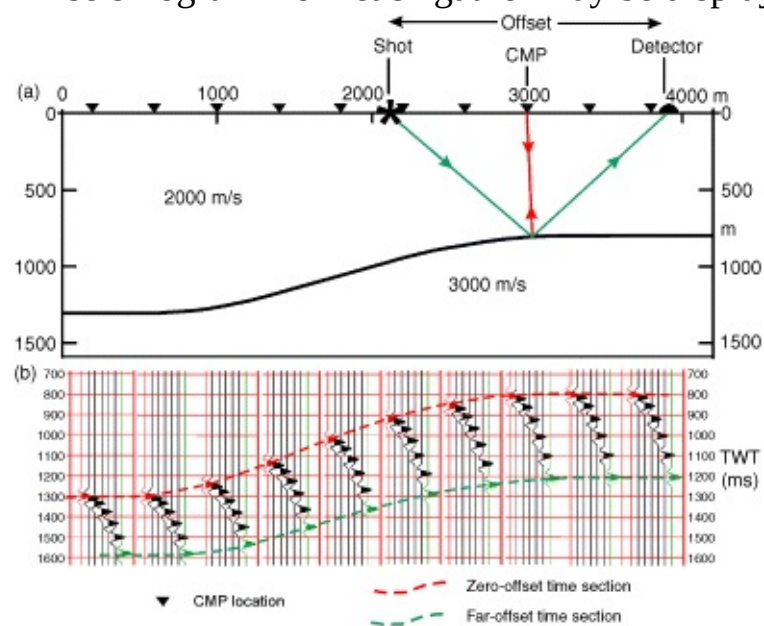 Offset
Shot
CMP
Detector
(a) 0 1000 2000 3000 4000 m
0 0
500 500
2000 m/s
m
1000 1000
3000 m/s
1500 1500
(b) 700 700
800 800
900 900
1000 1000
1100 1100
TWT
1200 1200
(ms)
1300 1300
1400 1400
1500 1500
1600 1600
CMP location
Zero-offset time section
Far-offset time section